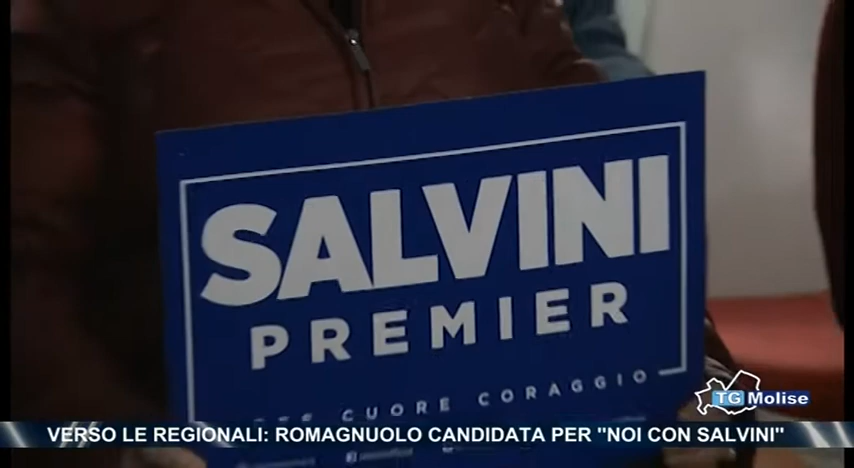 SALVINI
PREMIER
CUORE CORAGGIO
TG Molise
VERSO LE REGIONALI: ROMAGNUOLO CANDIDATA PER "NOI CON SALVINI"